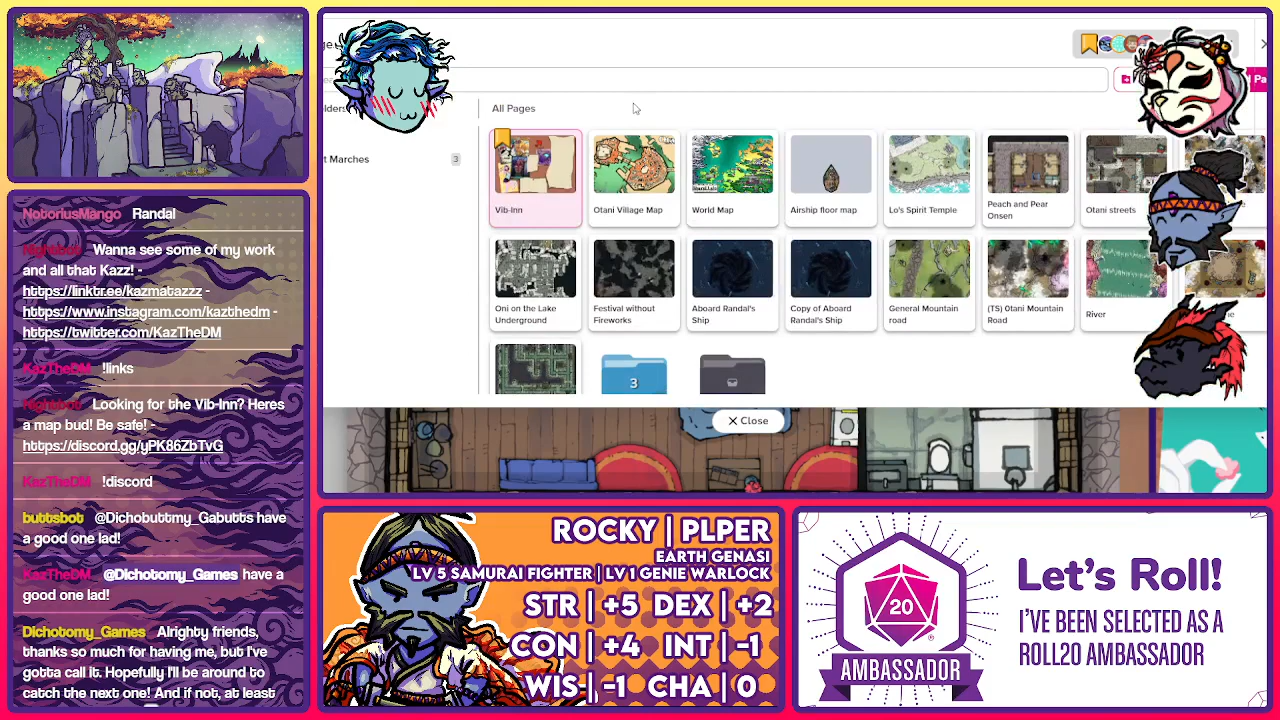 NotoriusMango Randal
Nightbot Wanna see some of my work
and all that Kazz! -
https://linktr.ee/kazmatazzz -
https://www.instagram.com/kazthedm -
https://twitter.com/KazTheDM
KazTheDM !links
Nightbot Looking for the Vib-Inn? Heres
a map bud! Be safe! -
https://discord.gg/yPK86ZbTvG
KazTheDM !discord
buttsbot @Dichobuttmy_Gabutts have
a good one lad!
KazTheDM @Dichotomy_Games have a
good one lad!
Dichotomy_Games Alrighty friends,
thanks so much for having me, but I've
gotta call it. Hopefully I'll be around to
catch the next one! And if not, at least
All Pages
t Marches 3
Vib-Inn
Otani Village Map
World Map
Airship floor map
Lo's Spirit Temple
Peach and Pear
Onsen
Otani streets
Oni on the Lake
Underground
Festival without
Fireworks
Aboard Randal's
Ship
Copy of Aboard
Randal's Ship
General Mountain
road
(TS) Otani Mountain
Road
River
3
Close
ROCKY | PLPER
EARTH GENASI
LV 5 SAMURAI FIGHTER | LV 1 GENIE WARLOCK
STR | +5 DEX | +2
CON | +4 INT | -1
WIS | -1 CHA | 0
20
AMBASSADOR
Let's Roll!
I'VE BEEN SELECTED AS A
ROLL20 AMBASSADOR